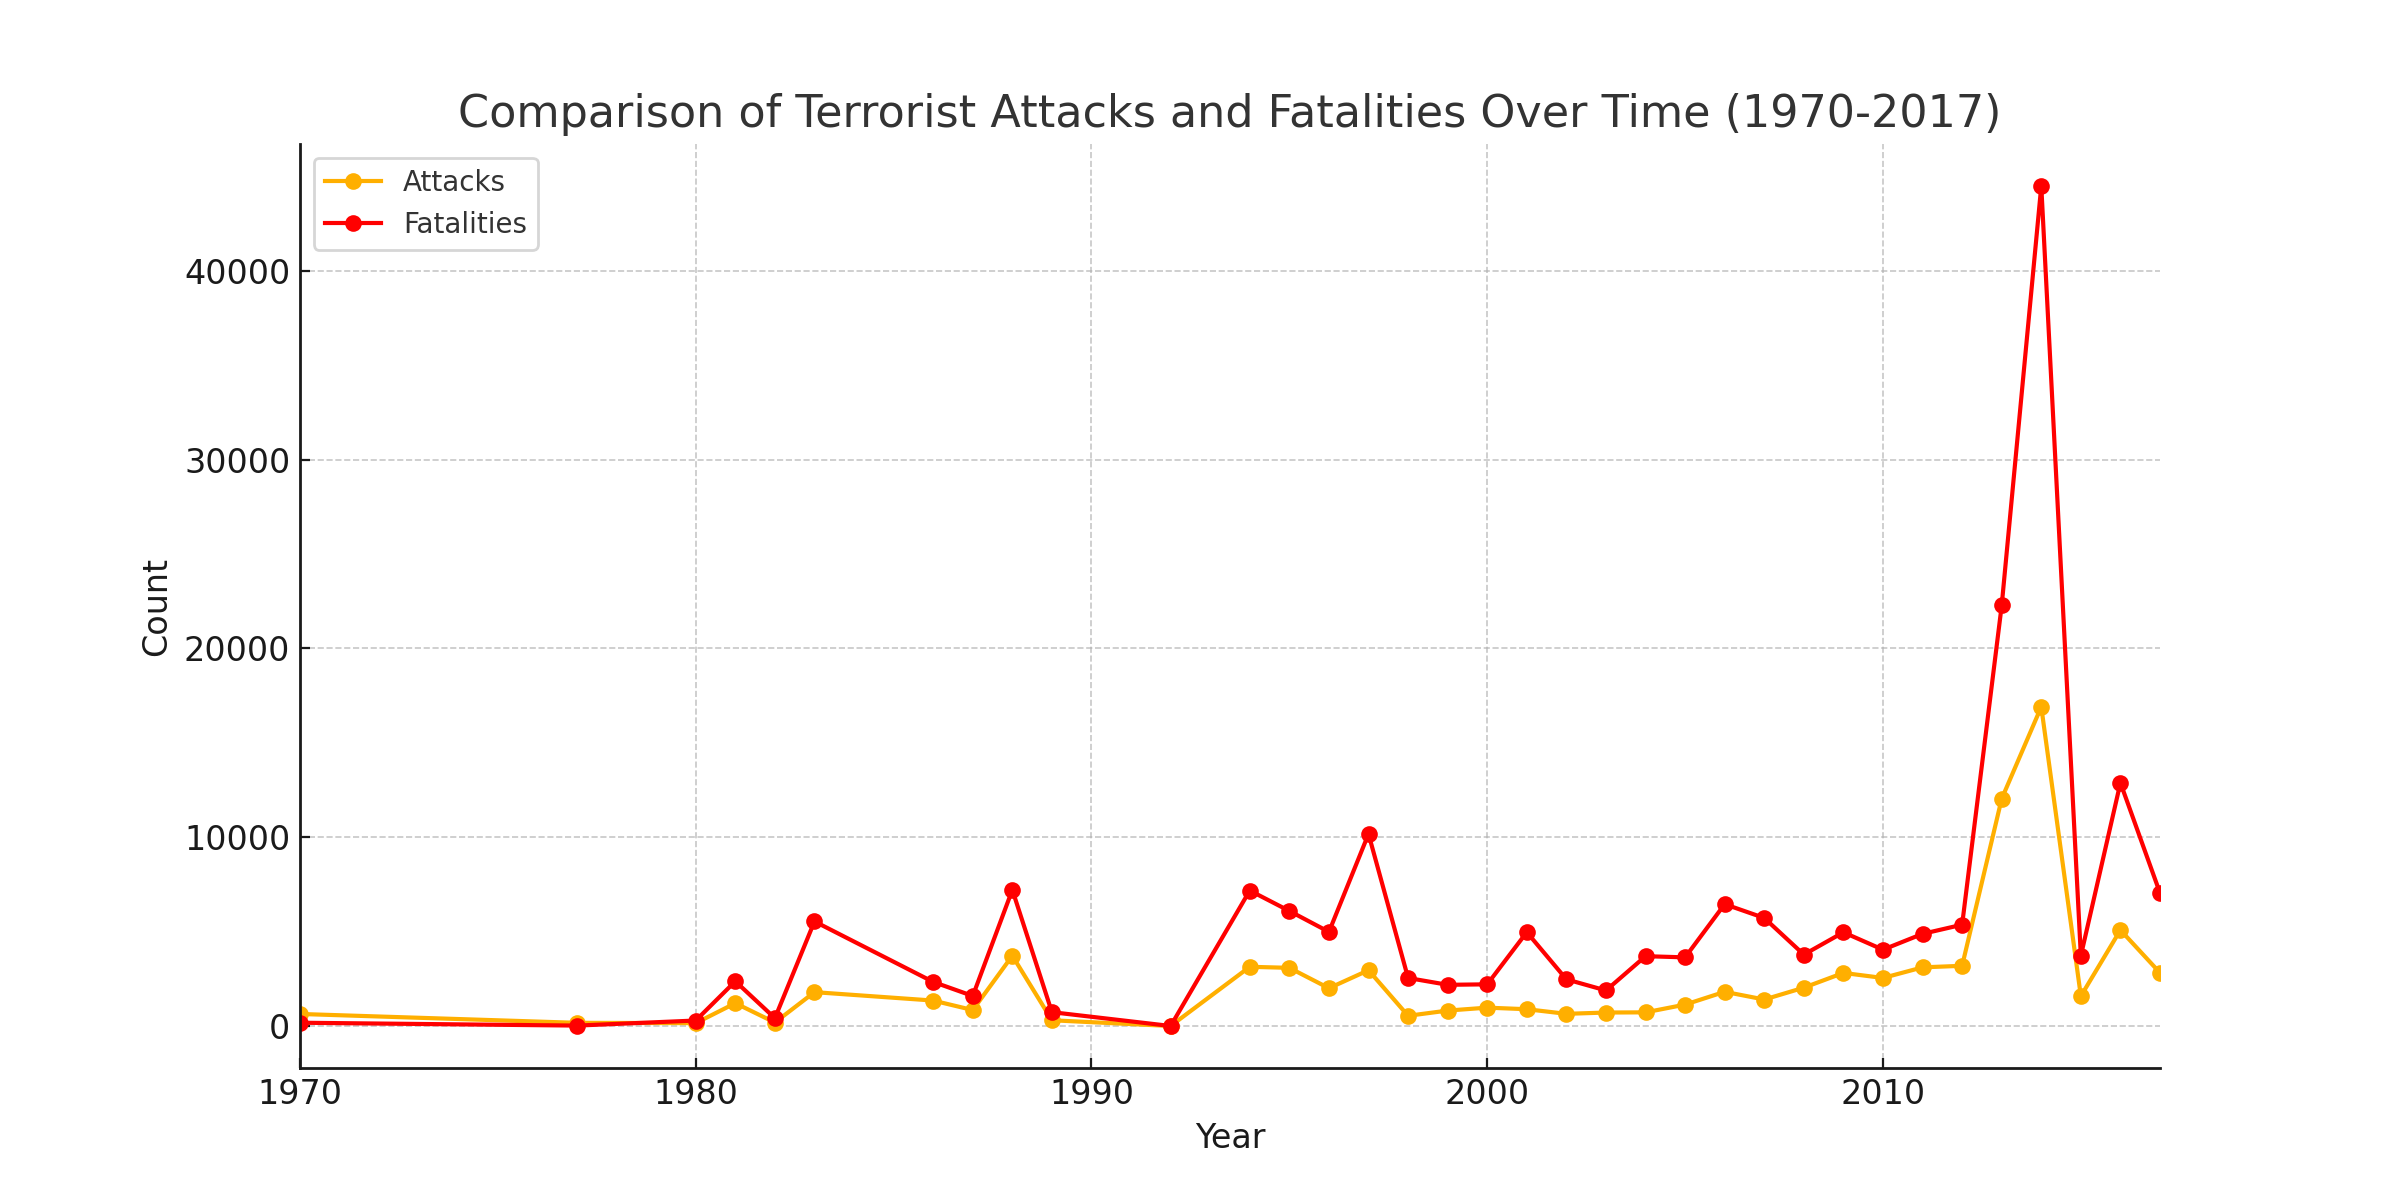 Comparison of Terrorist Attacks and Fatalities Over Time (1970-2017)
Attacks
Fatalities
40000
30000
20000
10000
0
Count
1970 1980 1990 2000 2010
Year